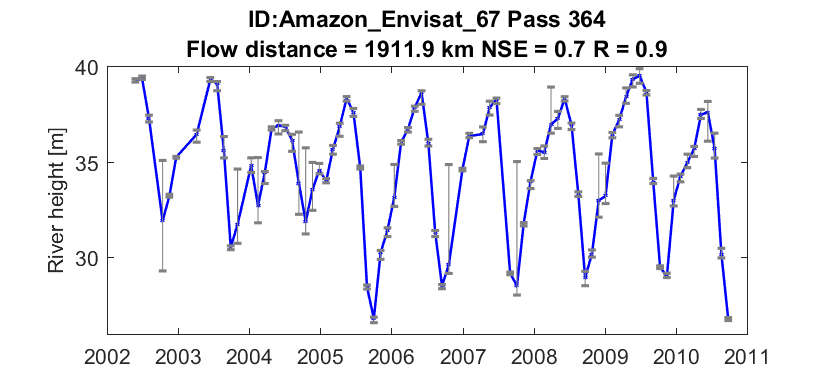 ID:Amazon_Envisat_67 Pass 364
Flow distance = 1911.9 km NSE = 0.7 R = 0.9
River height [m]
40
35
30
2002 2003 2004 2005 2006 2007 2008 2009 2010 2011